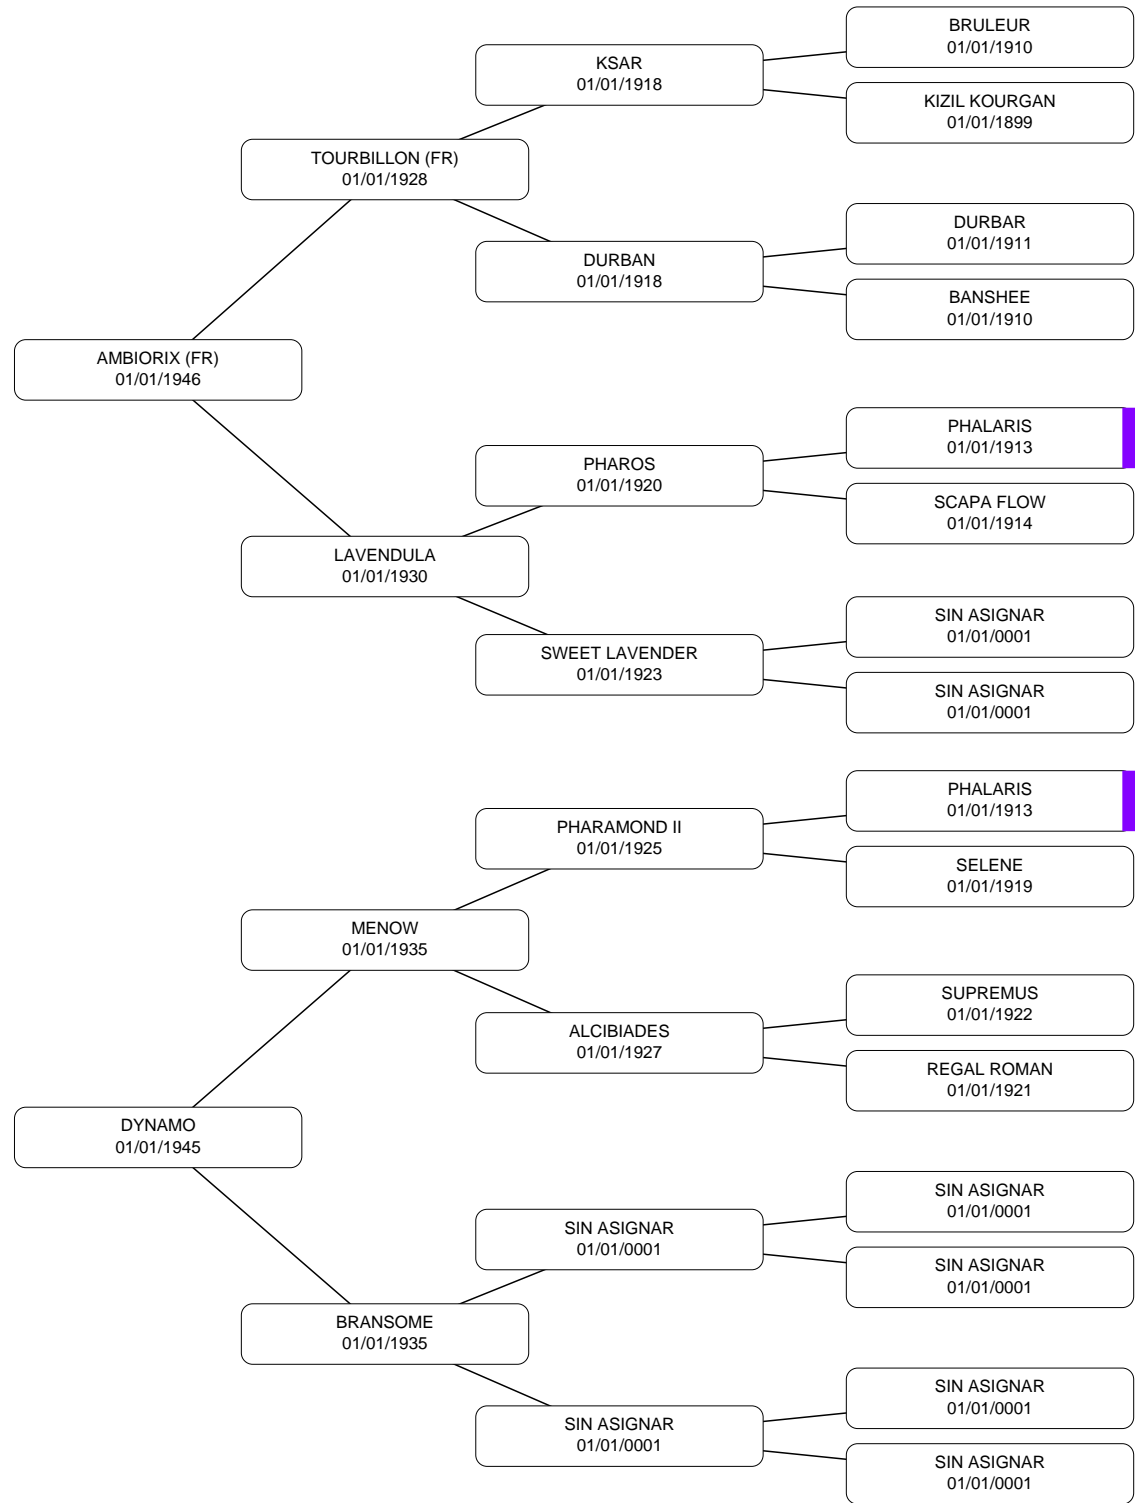 BRULEUR
01/01/1910
KSAR
01/01/1918
KIZIL KOURGAN
01/01/1899
TOURBILLON (FR)
01/01/1928
DURBAR
01/01/1911
DURBAN
01/01/1918
BANSHEE
01/01/1910
AMBIORIX (FR)
01/01/1946
PHALARIS
01/01/1913
PHAROS
01/01/1920
SCAPA FLOW
01/01/1914
LAVENDULA
01/01/1930
SIN ASIGNAR
01/01/0001
SWEET LAVENDER
01/01/1923
SIN ASIGNAR
01/01/0001
PHALARIS
01/01/1913
PHARAMOND II
01/01/1925
SELENE
01/01/1919
MENOW
01/01/1935
SUPREMUS
01/01/1922
ALCIBIADES
01/01/1927
REGAL ROMAN
01/01/1921
DYNAMO
01/01/1945
SIN ASIGNAR
01/01/0001
SIN ASIGNAR
01/01/0001
SIN ASIGNAR
01/01/0001
BRANSOME
01/01/1935
SIN ASIGNAR
01/01/0001
SIN ASIGNAR
01/01/0001
SIN ASIGNAR
01/01/0001